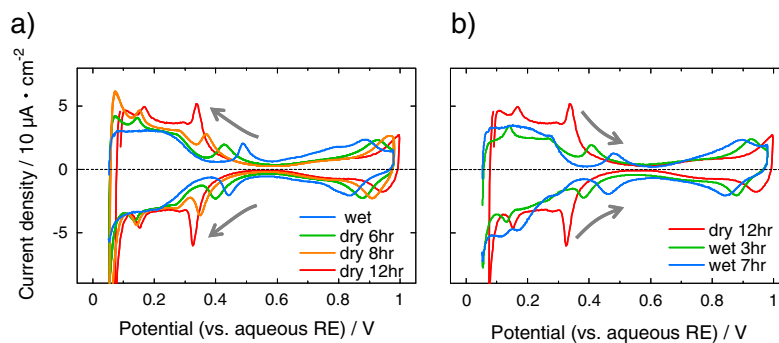 a)
b)
Current density / 10 μA・cm-2
5
0
-5
wet
dry 6hr
dry 8hr
dry 12hr
dry 12hr
wet 3hr
wet 7hr
0 0.2 0.4 0.6 0.8 1
0 0.2 0.4 0.6 0.8 1
Potential (vs. aqueous RE) / V
Potential (vs. aqueous RE) / V